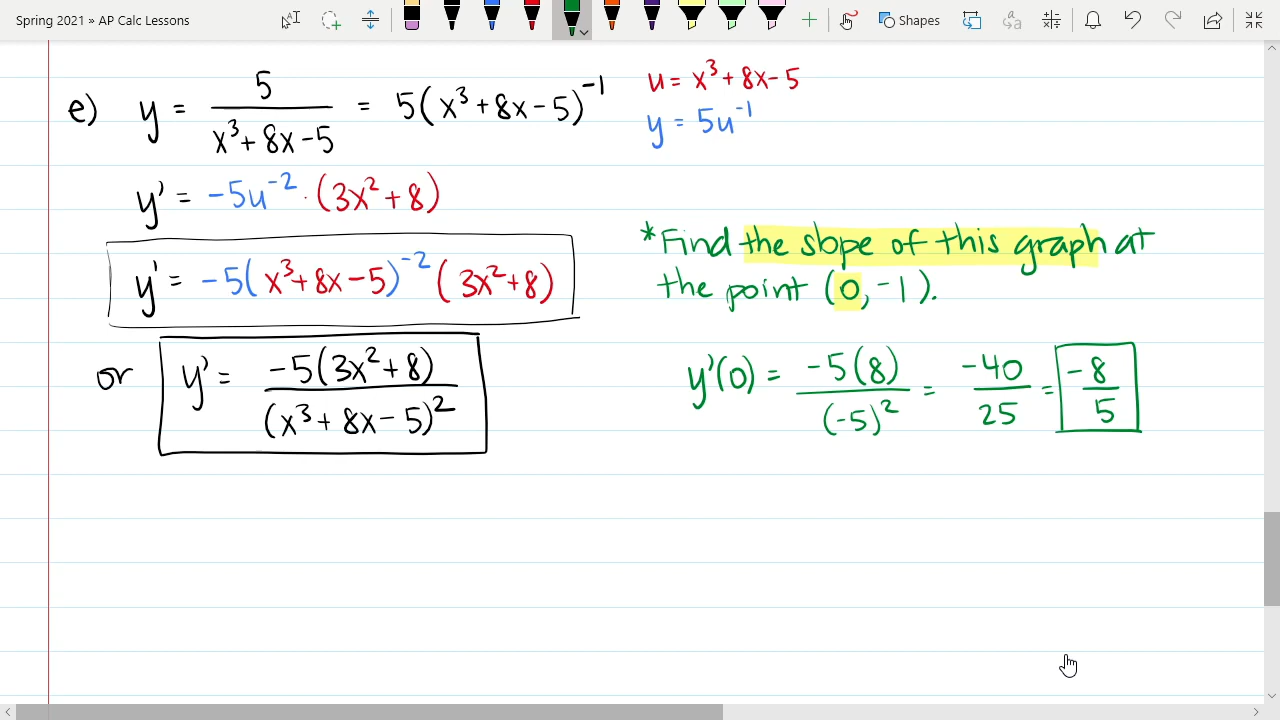 Spring 2021 » AP Calc Lessons
Shapes
e) y = 5/(x³+8x−5) = 5(x³+8x−5)⁻¹
u = x³+8x−5
y = 5u⁻¹
y' = −5u⁻² · (3x²+8)
y' = −5(x³+8x−5)⁻²(3x²+8)
*Find the slope of this graph at
the point (0,−1).
or y' = −5(3x²+8)/(x³+8x−5)²
y'(0) = −5(8)/(−5)² = −40/25 = −8/5